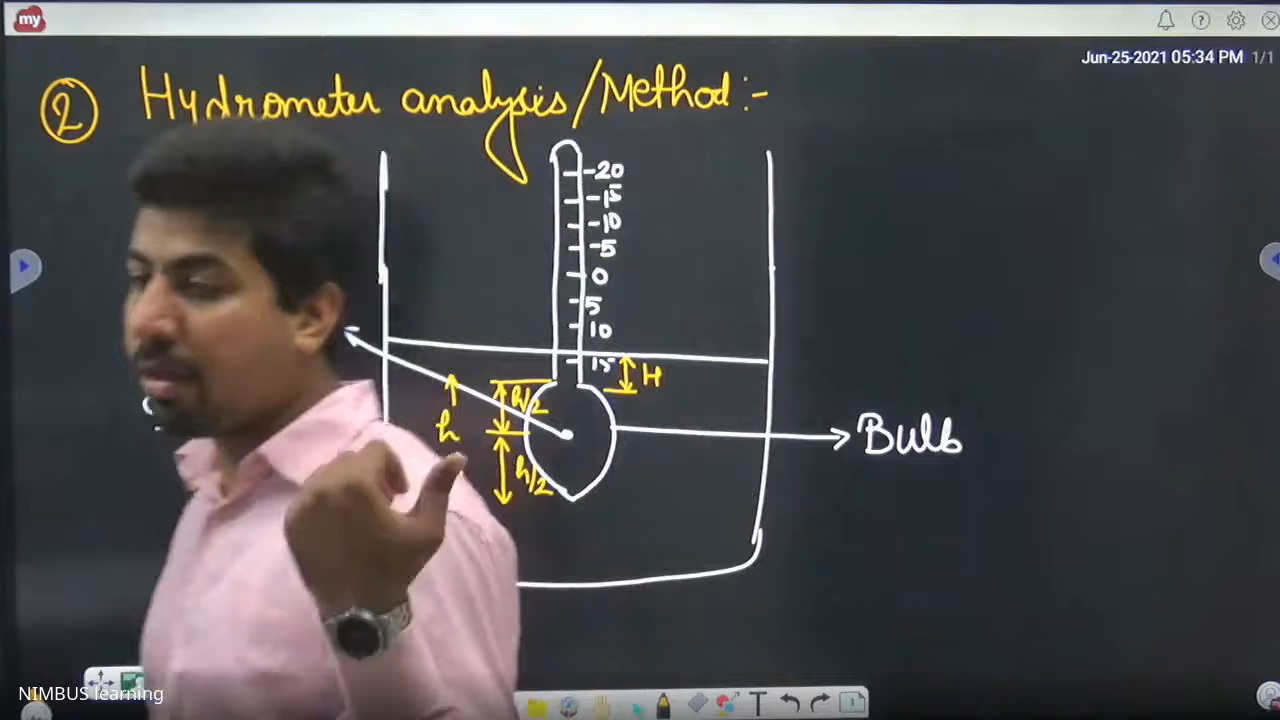 my
Jun-25-2021 05:34 PM 1/1
② Hydrometer analysis/Method :-
-20
-15
-10
-5
0
5
10
15
H
h/2
h
h/2
Bulb
T
NIMBUS learning